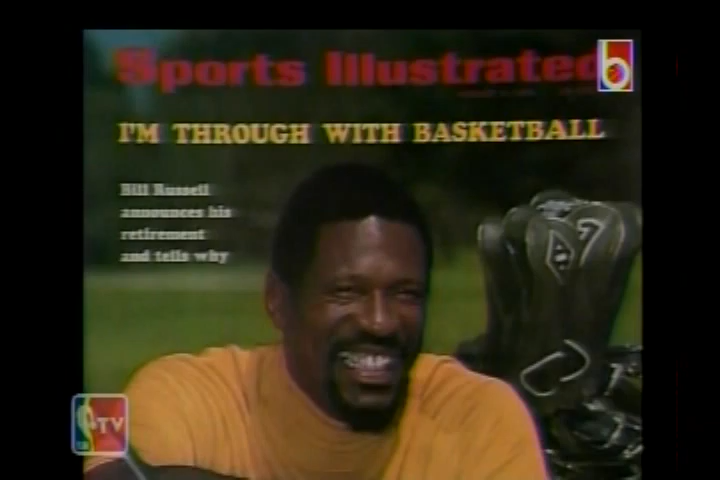 Sports Illustrated
b
I'M THROUGH WITH BASKETBALL
Bill Russell
announces his
retirement
and tells why
TV